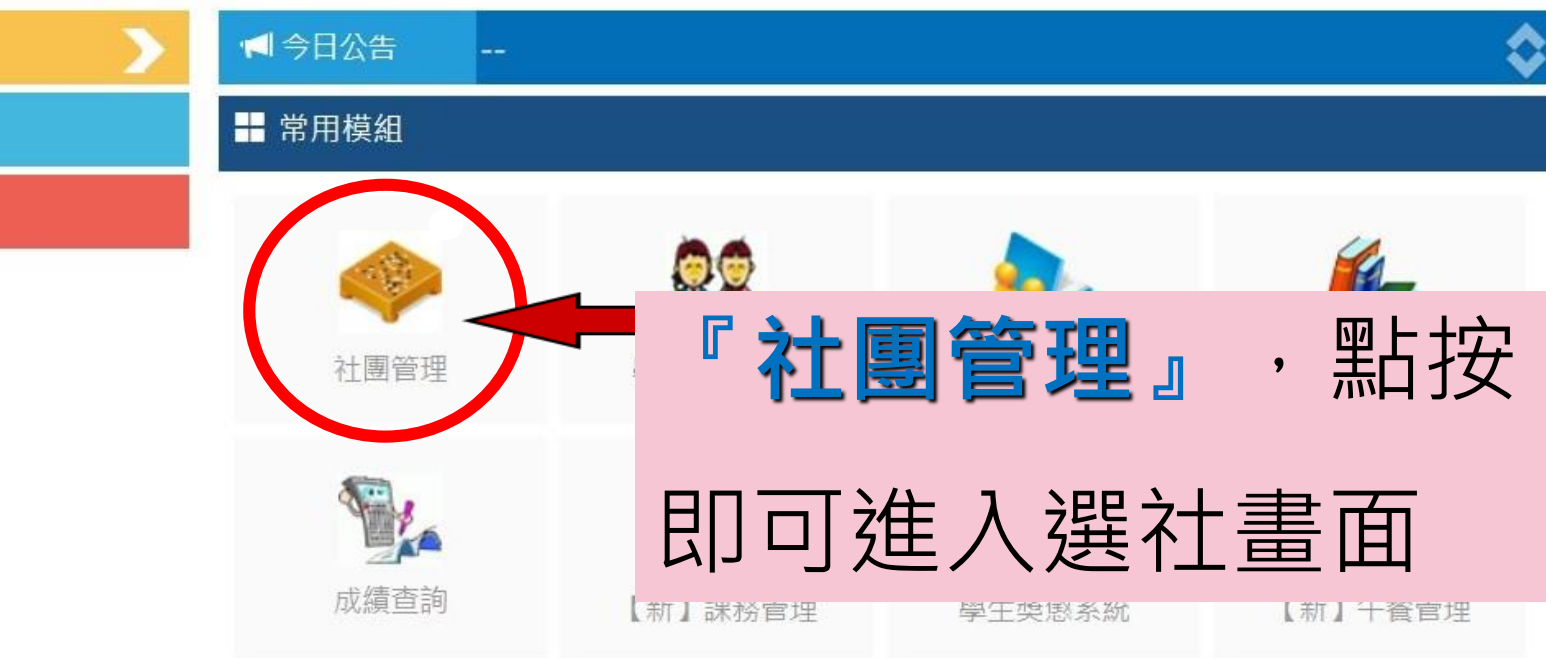 今日公告 --
常用模組
社團管理
『社團管理』，點按
即可進入選社畫面
成績查詢
【新】課務管理
學生獎懲系統
【新】午餐管理